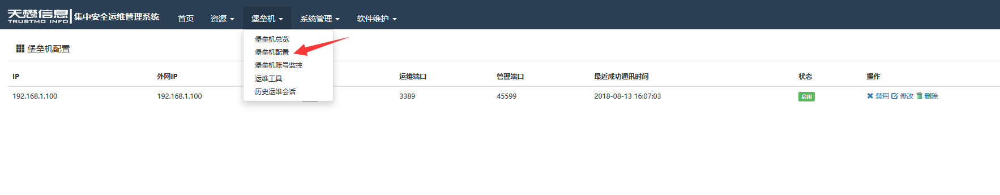 天懋信息
TRUSTMO INFO
集中安全运维管理系统
首页 资源 堡垒机 系统管理 软件维护
堡垒机总览
堡垒机配置
堡垒机账号监控
运维工具
历史运维会话
堡垒机配置
IP 外网IP 运维端口 管理端口 最近成功通讯时间 状态 操作
192.168.1.100 192.168.1.100 3389 45599 2018-08-13 16:07:03 启用 禁用 修改 删除